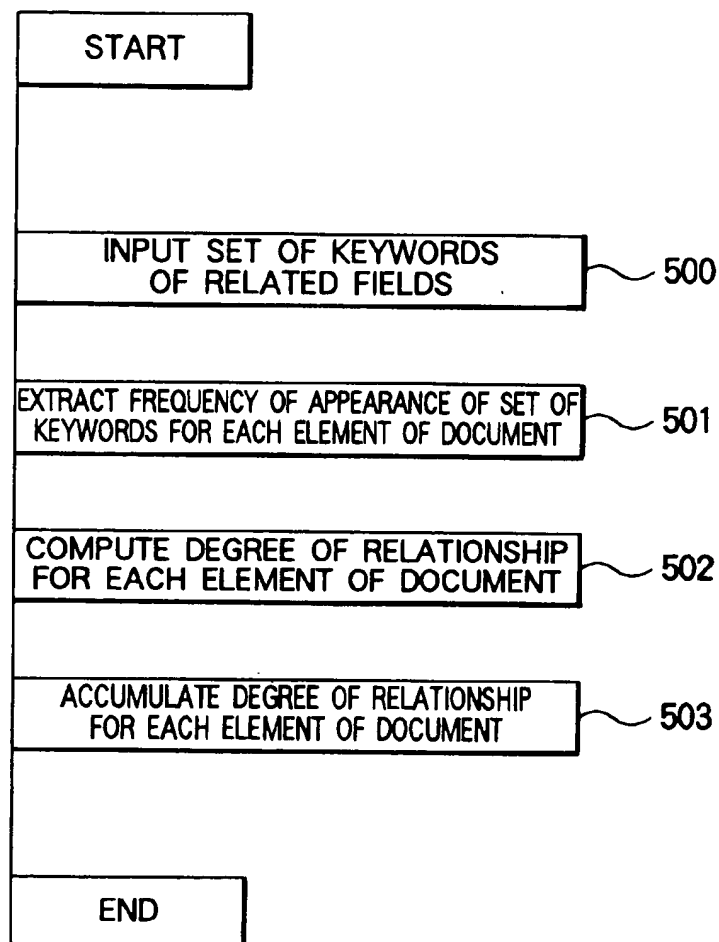 START
INPUT SET OF KEYWORDS
OF RELATED FIELDS
500
EXTRACT FREQUENCY OF APPEARANCE OF SET OF
KEYWORDS FOR EACH ELEMENT OF DOCUMENT
501
COMPUTE DEGREE OF RELATIONSHIP
FOR EACH ELEMENT OF DOCUMENT
502
ACCUMULATE DEGREE OF RELATIONSHIP
FOR EACH ELEMENT OF DOCUMENT
503
END